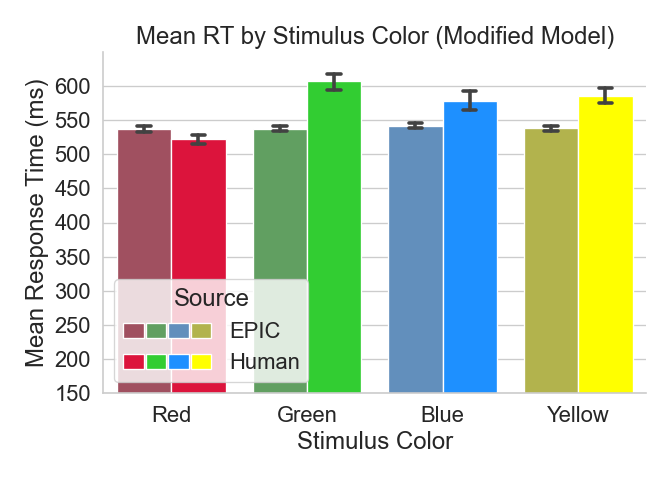 Mean RT by Stimulus Color (Modified Model)
Mean Response Time (ms)
600
550
500
450
400
350
300
250
200
150
Source
EPIC
Human
Red Green Blue Yellow
Stimulus Color